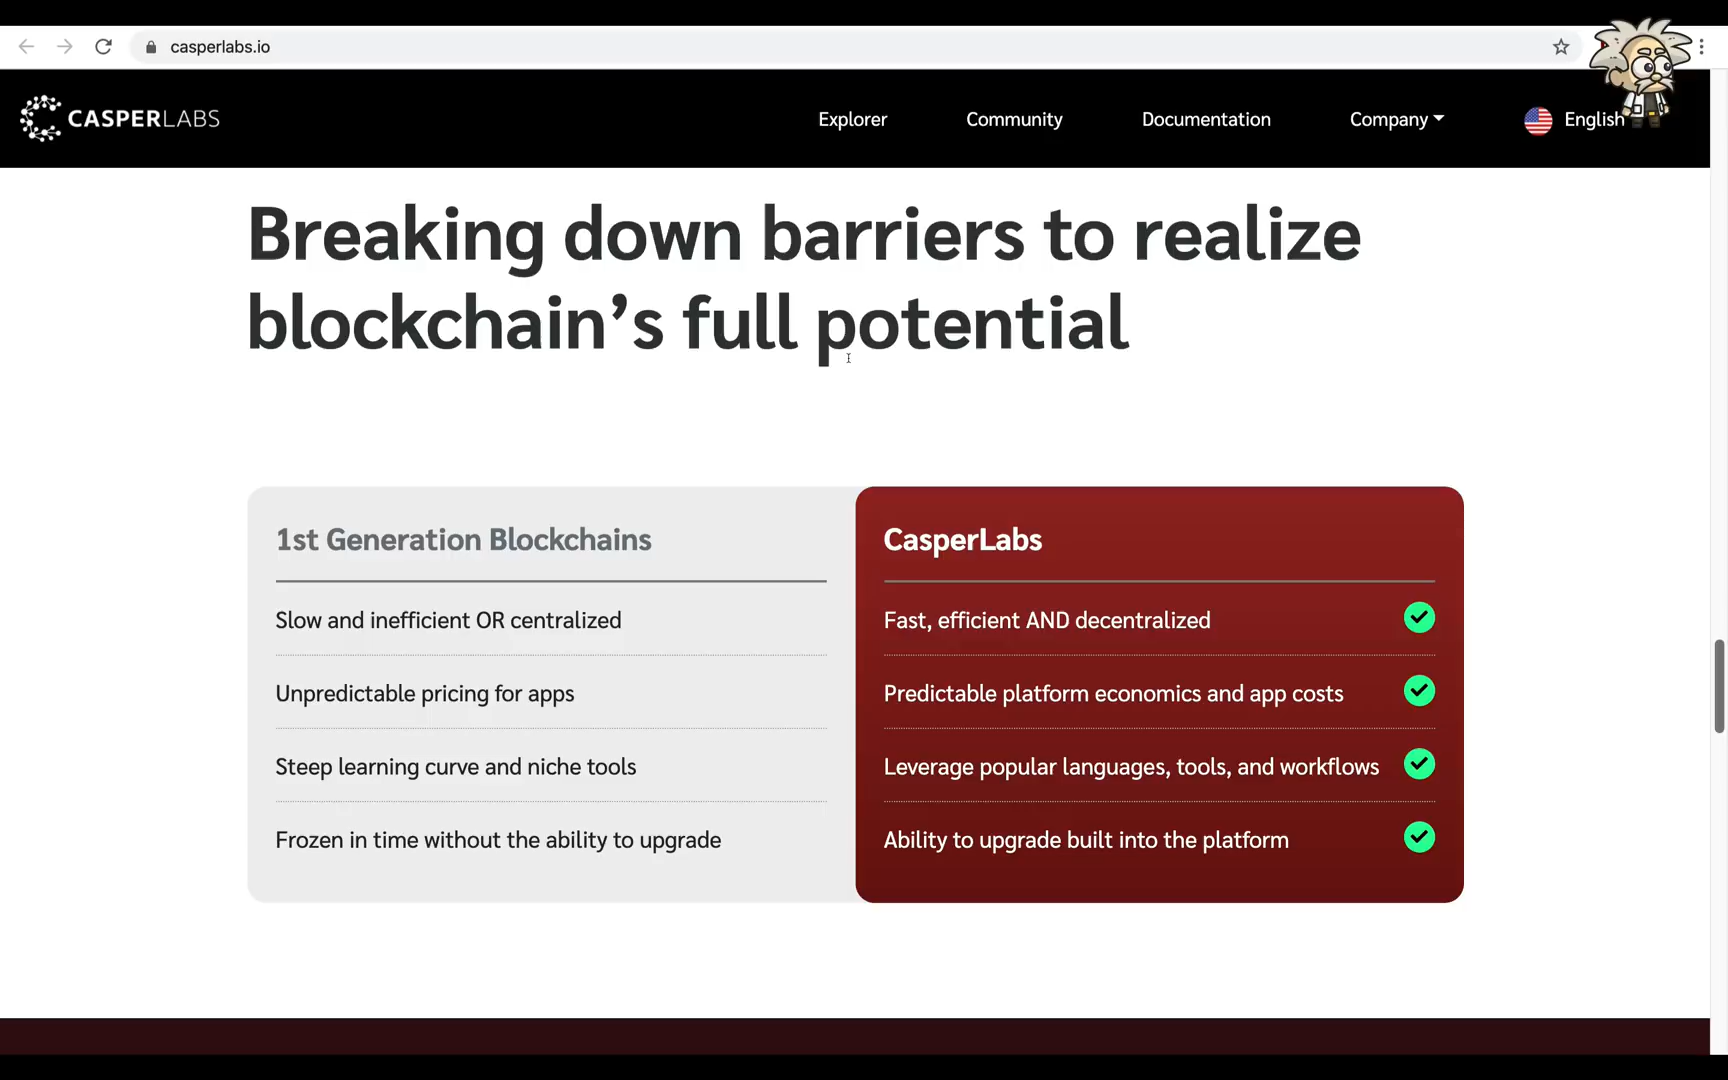 casperlabs.io
CASPERLABS
Explorer
Community
Documentation
Company
English
Breaking down barriers to realize
blockchain’s full potential
1st Generation Blockchains
Slow and inefficient OR centralized
Unpredictable pricing for apps
Steep learning curve and niche tools
Frozen in time without the ability to upgrade
CasperLabs
Fast, efficient AND decentralized
Predictable platform economics and app costs
Leverage popular languages, tools, and workflows
Ability to upgrade built into the platform